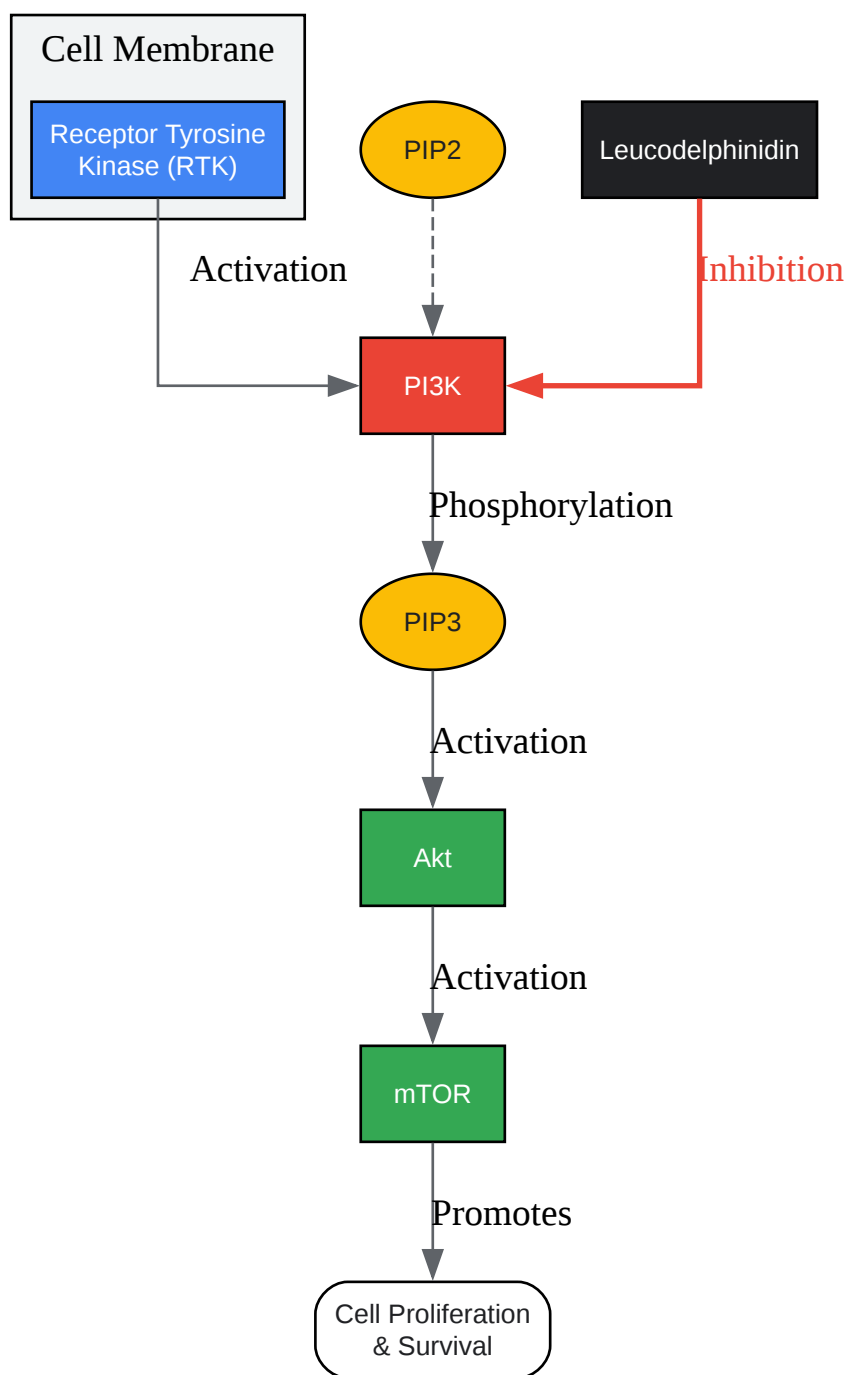 Cell Membrane
Receptor Tyrosine
Kinase (RTK)
PIP2
Leucodelphinidin
Activation
Inhibition
PI3K
Phosphorylation
PIP3
Activation
Akt
Activation
mTOR
Promotes
Cell Proliferation
& Survival